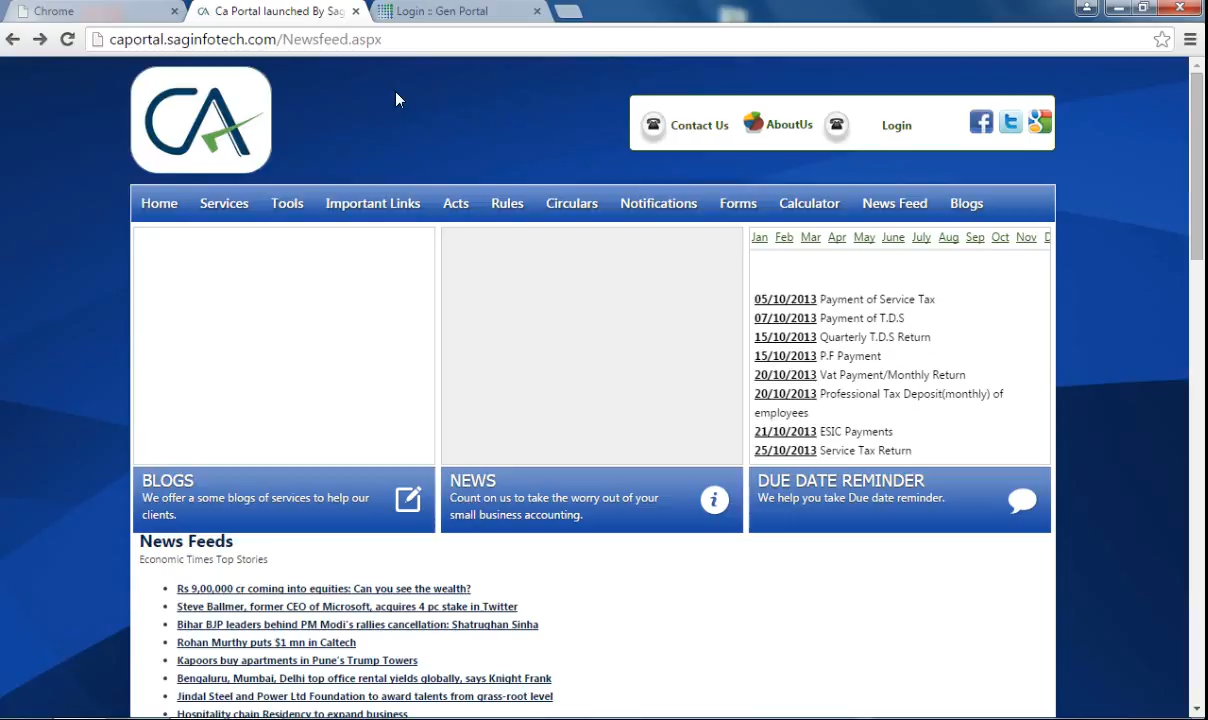 Chrome
Ca Portal launched By Sag
Login :: Gen Portal
caportal.saginfotech.com/Newsfeed.aspx
CA
Contact Us
AboutUs
Login
Home
Services
Tools
Important Links
Acts
Rules
Circulars
Notifications
Forms
Calculator
News Feed
Blogs
Jan Feb Mar Apr May June July Aug Sep Oct Nov D
05/10/2013 Payment of Service Tax
07/10/2013 Payment of T.D.S
15/10/2013 Quarterly T.D.S Return
15/10/2013 P.F Payment
20/10/2013 Vat Payment/Monthly Return
20/10/2013 Professional Tax Deposit(monthly) of
employees
21/10/2013 ESIC Payments
25/10/2013 Service Tax Return
BLOGS
We offer a some blogs of services to help our
clients.
NEWS
Count on us to take the worry out of your
small business accounting.
DUE DATE REMINDER
We help you take Due date reminder.
News Feeds
Economic Times Top Stories
Rs 9,00,000 cr coming into equities: Can you see the wealth?
Steve Ballmer, former CEO of Microsoft, acquires 4 pc stake in Twitter
Bihar BJP leaders behind PM Modi's rallies cancellation: Shatrughan Sinha
Rohan Murthy puts $1 mn in Caltech
Kapoors buy apartments in Pune's Trump Towers
Bengaluru, Mumbai, Delhi top office rental yields globally, says Knight Frank
Jindal Steel and Power Ltd Foundation to award talents from grass-root level
Hospitality chain Residency to expand business